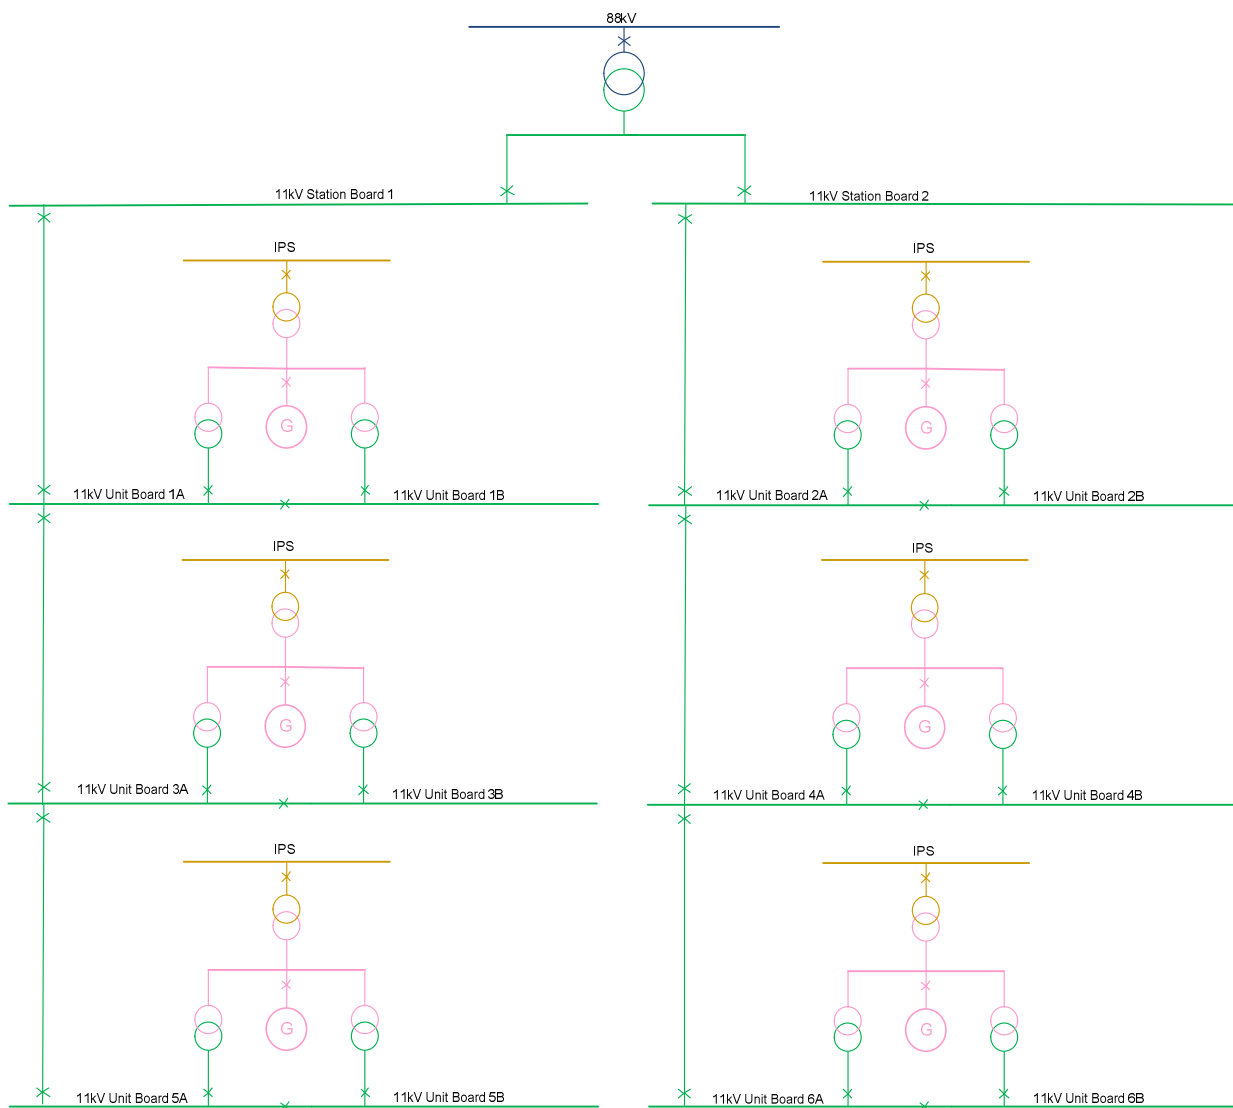 88kV
11kV Station Board 1
11kV Station Board 2
IPS
IPS
G
G
11kV Unit Board 1A
11kV Unit Board 1B
11kV Unit Board 2A
11kV Unit Board 2B
IPS
IPS
G
G
11kV Unit Board 3A
11kV Unit Board 3B
11kV Unit Board 4A
11kV Unit Board 4B
IPS
IPS
G
G
11kV Unit Board 5A
11kV Unit Board 5B
11kV Unit Board 6A
11kV Unit Board 6B